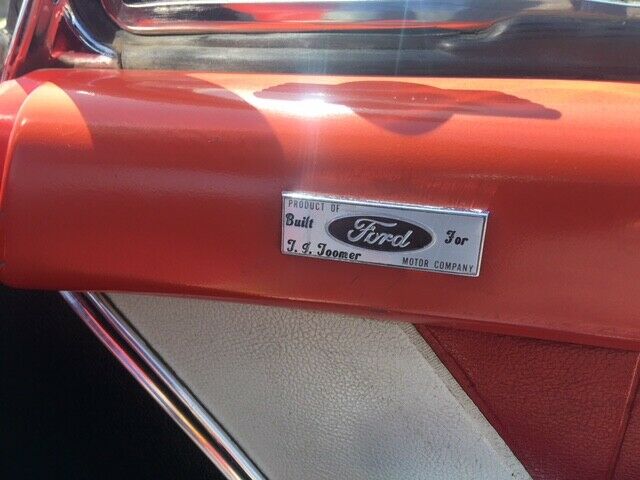 PRODUCT OF
Built Ford For
J. J. Toomer
MOTOR COMPANY